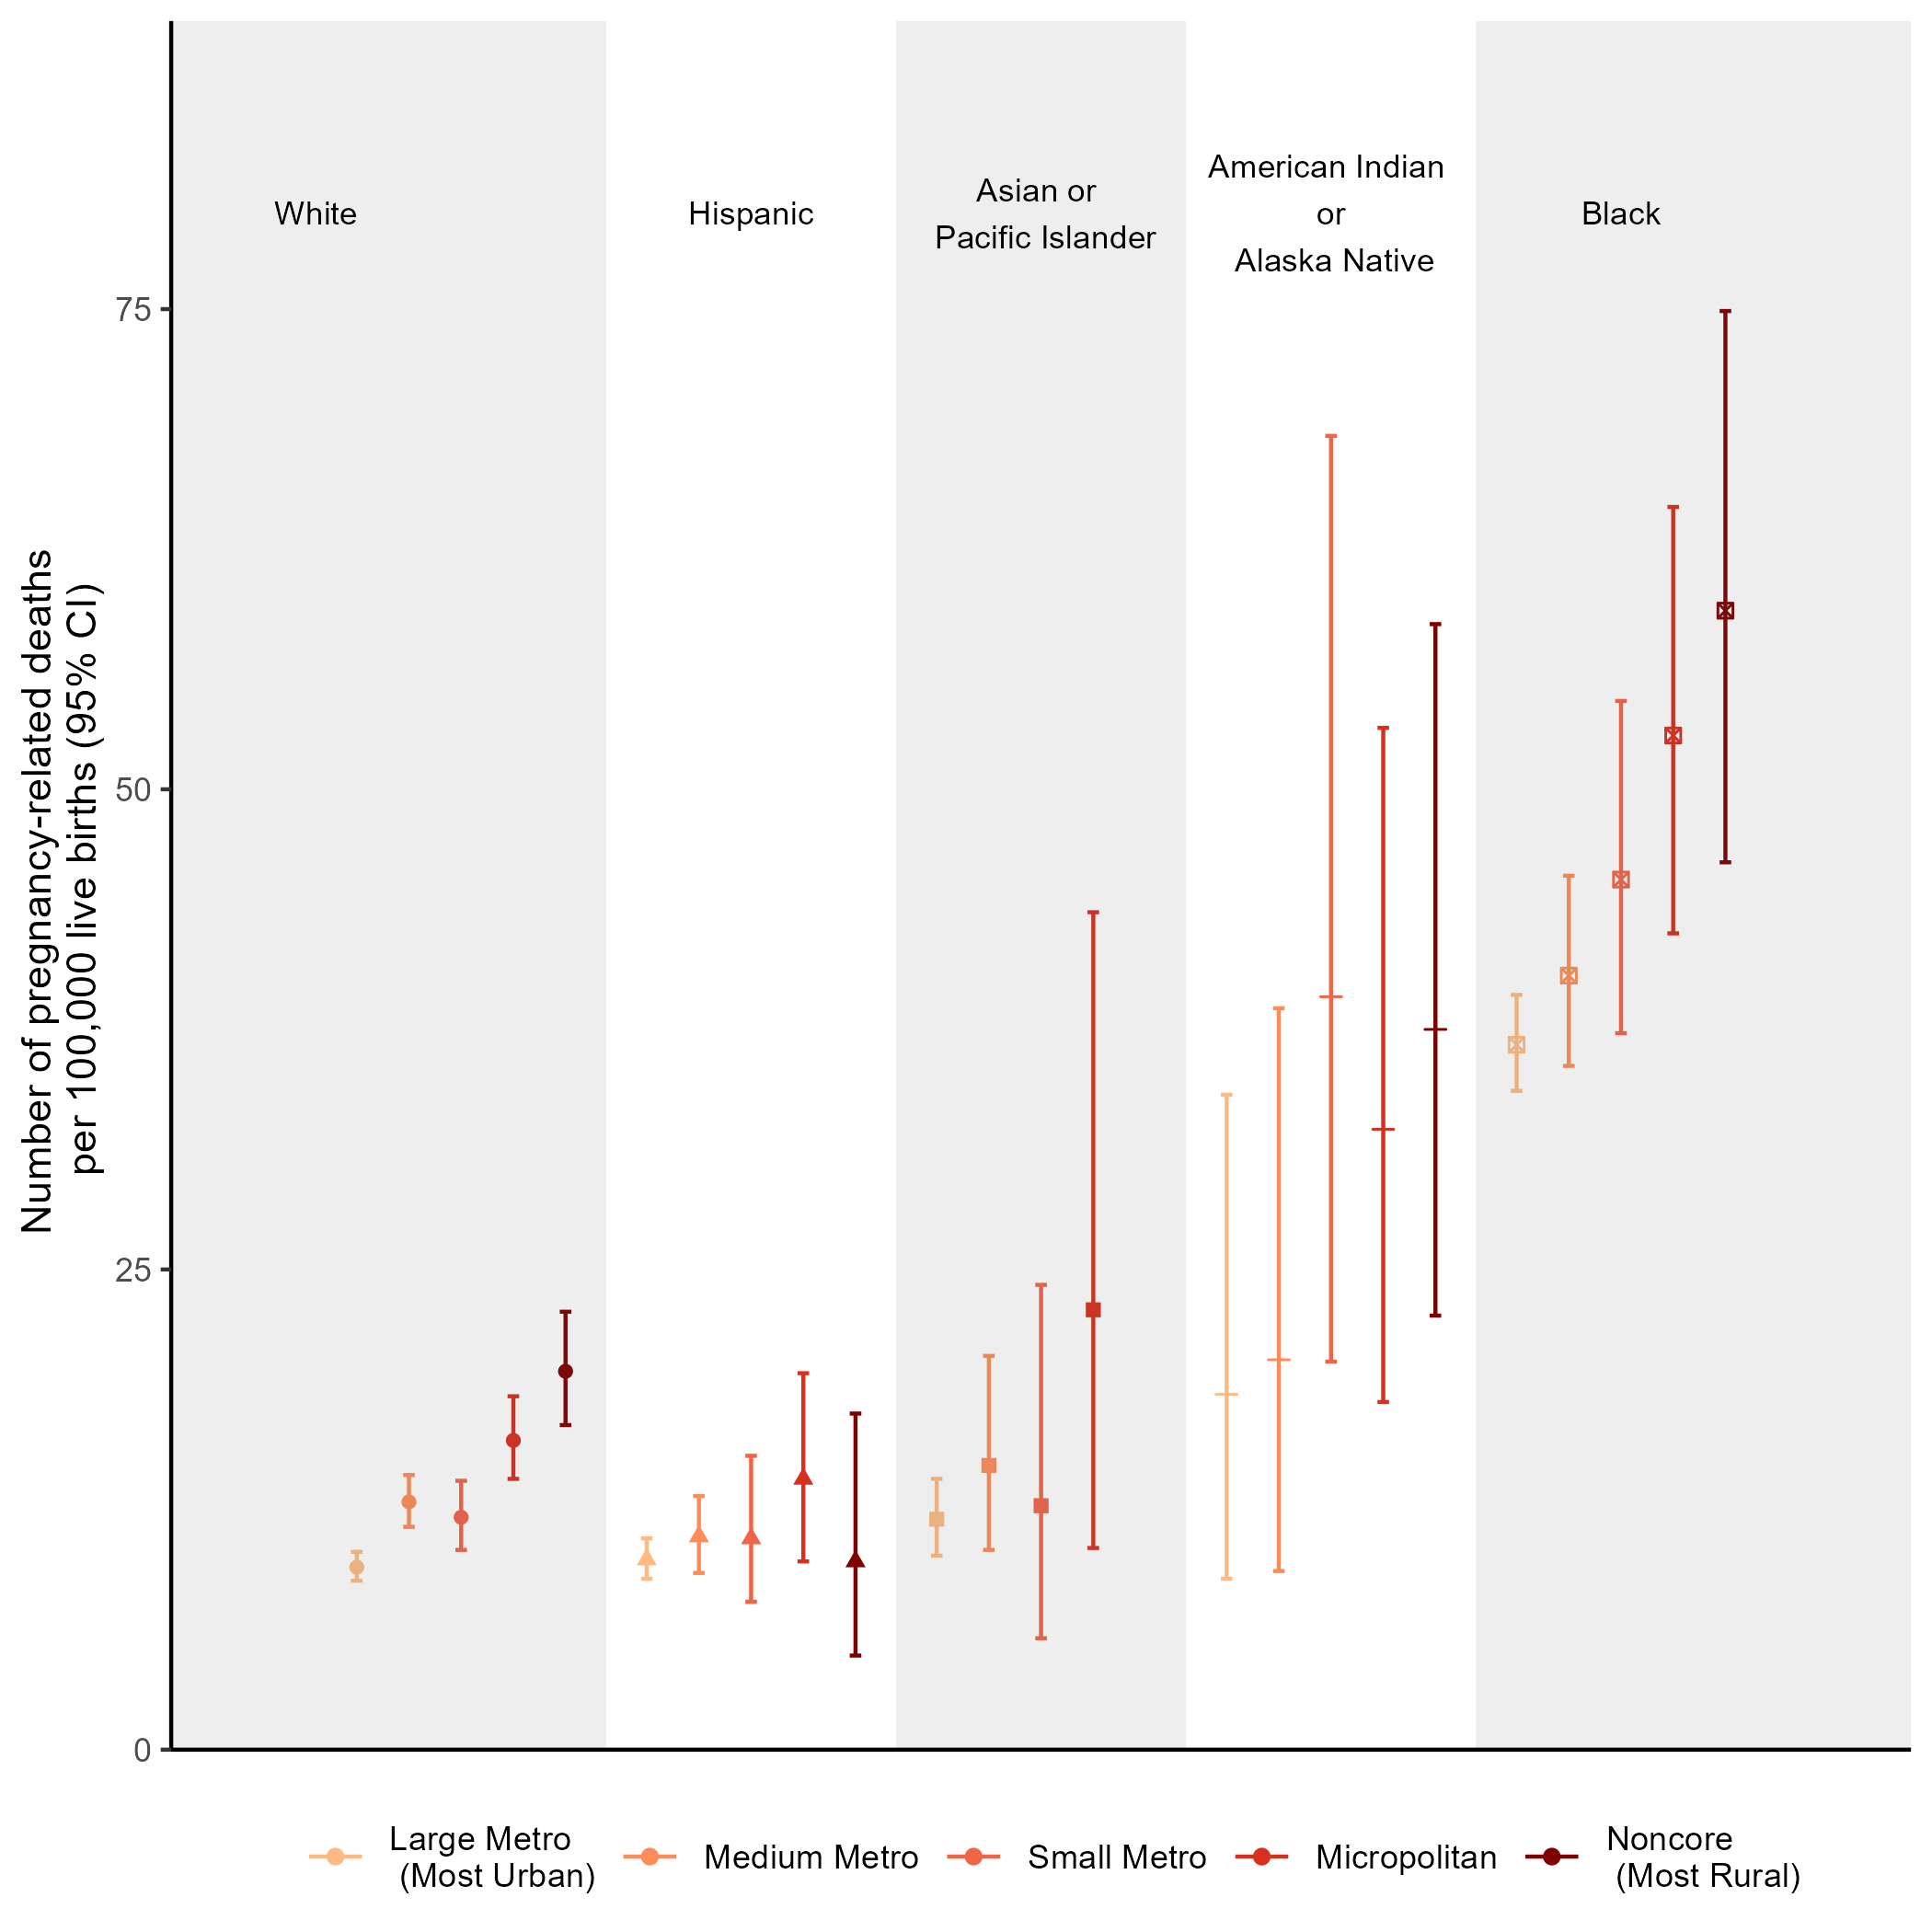 White
Hispanic
Asian or
Pacific Islander
American Indian
or
Alaska Native
Black
Number of pregnancy-related deaths
per 100,000 live births (95% CI)
75
50
25
0
Large Metro
(Most Urban)
Medium Metro
Small Metro
Micropolitan
Noncore
(Most Rural)